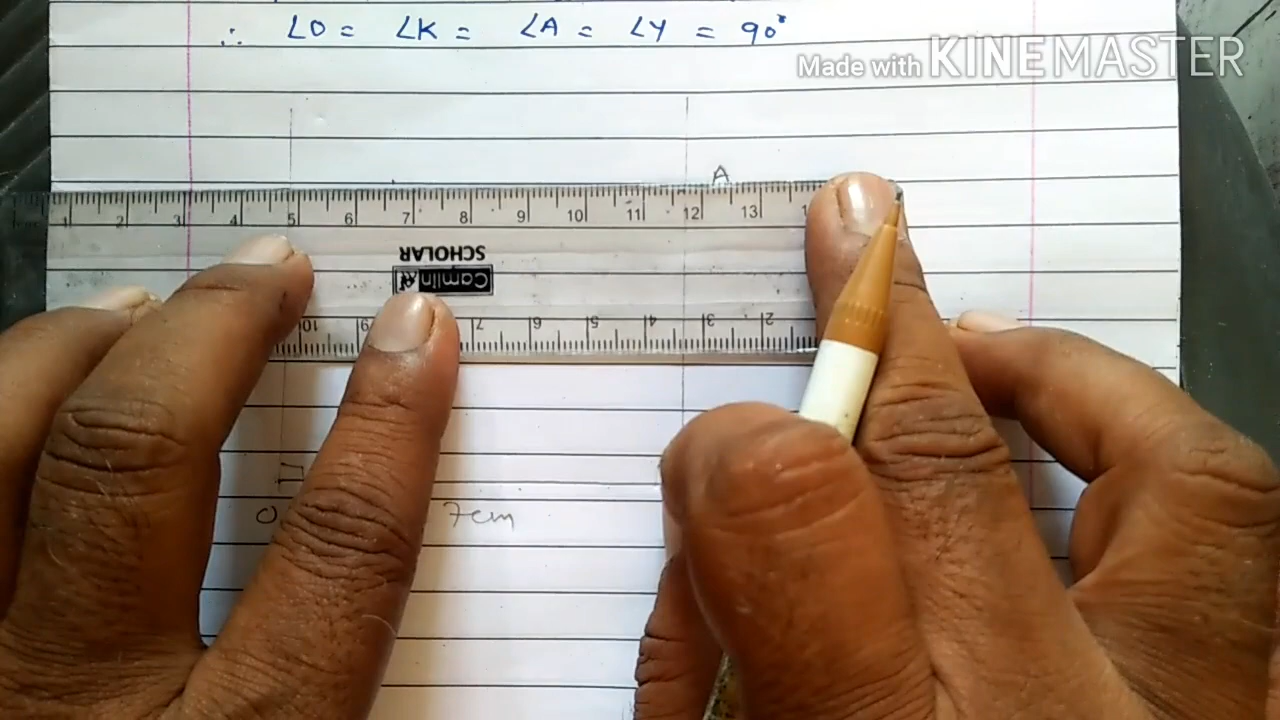 ∴ ∠O = ∠K = ∠A = ∠Y = 90°
Made with KINEMASTER
A
1 2 3 4 5 6 7 8 9 10 11 12 13
SCHOLAR
Camlin
10 9 7 6 5 4 3 2
O 7cm